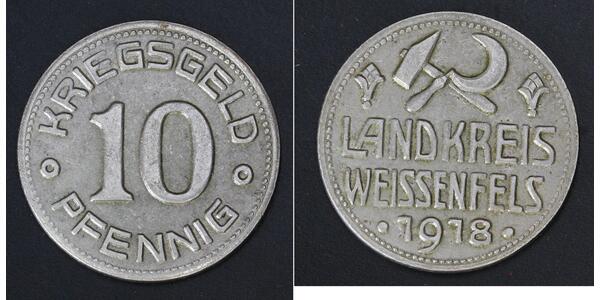 KRIEGSGELD
10
PFENNIG
LANDKREIS
WEISSENFELS
·1918·